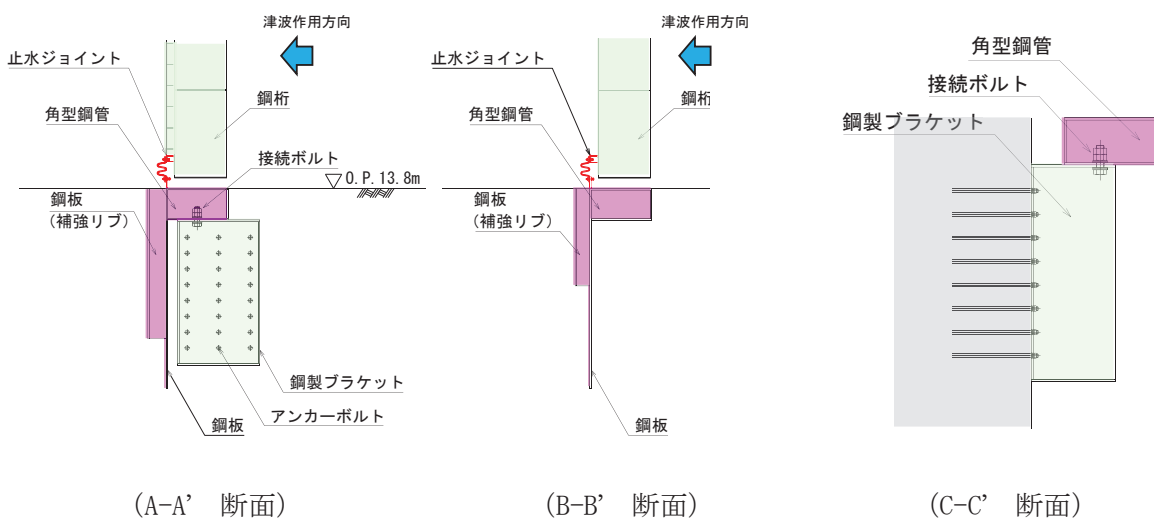 津波作用方向
止水ジョイント
鋼桁
角型鋼管
接続ボルト
O.P.13.8m
鋼板
(補強リブ)
鋼製ブラケット
アンカーボルト
鋼板
(A-A’ 断面)
津波作用方向
止水ジョイント
鋼桁
角型鋼管
鋼板
(補強リブ)
鋼板
(B-B’ 断面)
角型鋼管
接続ボルト
鋼製ブラケット
(C-C’ 断面)